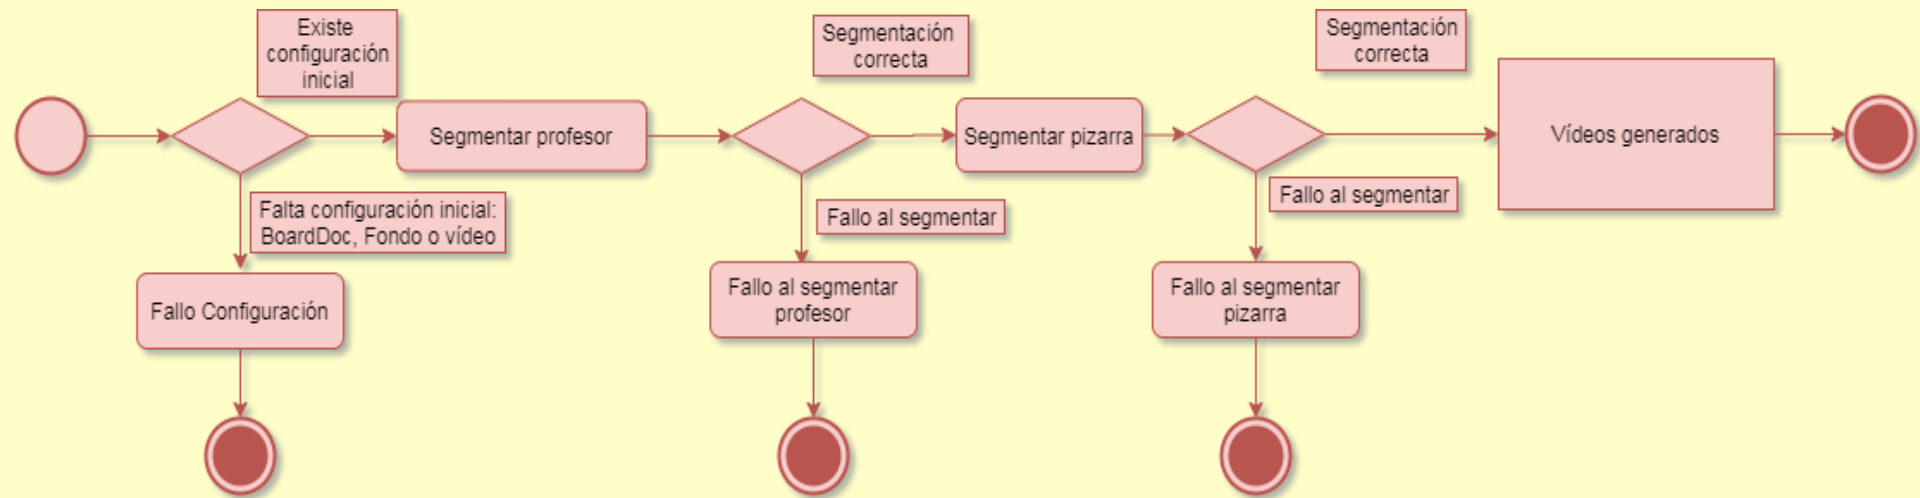 Existe
configuración
inicial
Segmentar profesor
Falta configuración inicial:
BoardDoc, Fondo o vídeo
Fallo Configuración
Segmentación
correcta
Segmentar pizarra
Fallo al segmentar
Fallo al segmentar
profesor
Segmentación
correcta
Vídeos generados
Fallo al segmentar
Fallo al segmentar
pizarra